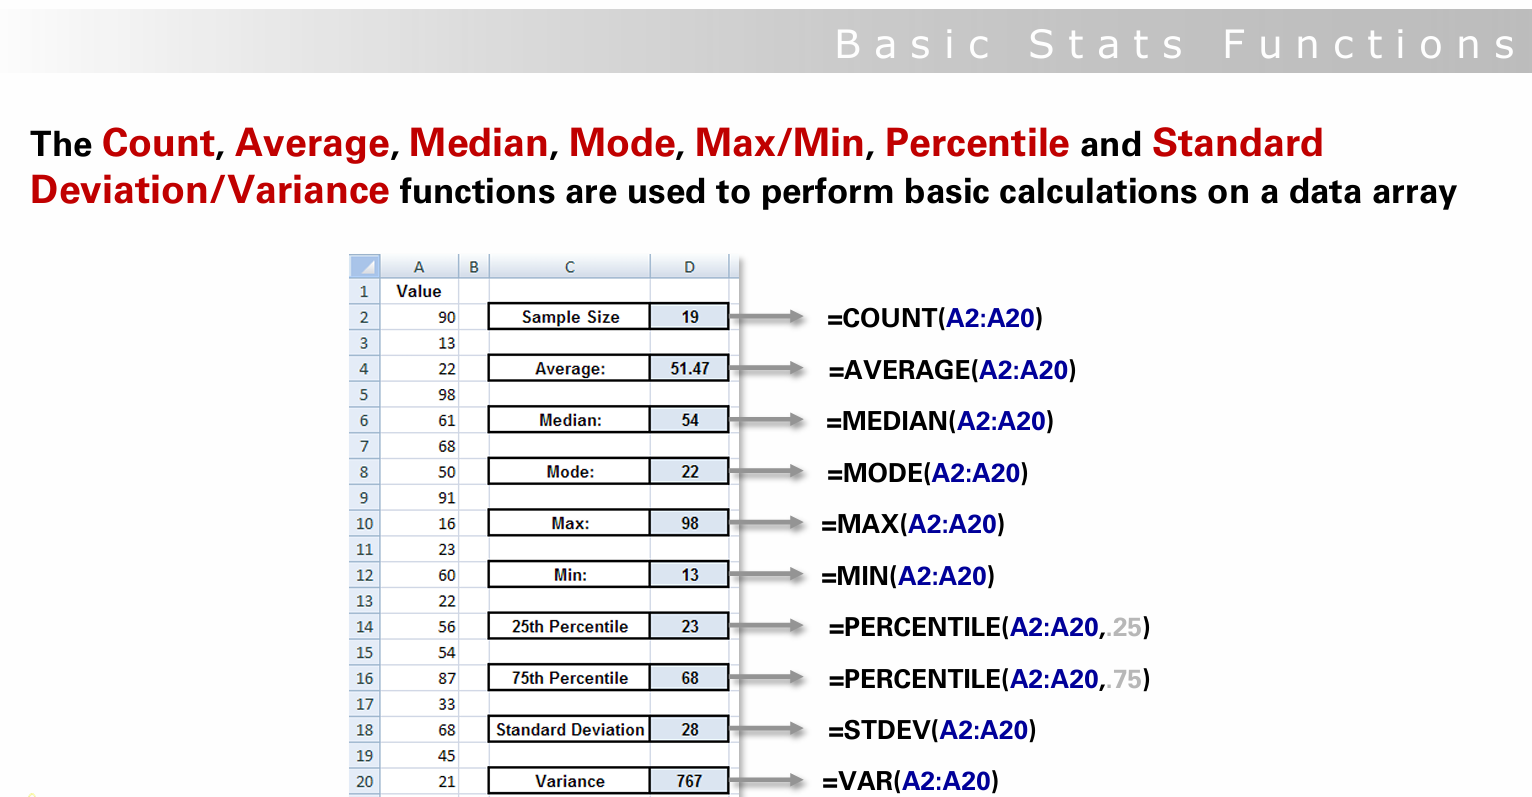 Basic Stats Functions
The Count, Average, Median, Mode, Max/Min, Percentile and Standard
Deviation/Variance functions are used to perform basic calculations on a data array
A B C D
1 Value
2 90 Sample Size 19 =COUNT(A2:A20)
3 13
4 22 Average: 51.47 =AVERAGE(A2:A20)
5 98
6 61 Median: 54 =MEDIAN(A2:A20)
7 68
8 50 Mode: 22 =MODE(A2:A20)
9 91
10 16 Max: 98 =MAX(A2:A20)
11 23
12 60 Min: 13 =MIN(A2:A20)
13 22
14 56 25th Percentile 23 =PERCENTILE(A2:A20,.25)
15 54
16 87 75th Percentile 68 =PERCENTILE(A2:A20,.75)
17 33
18 68 Standard Deviation 28 =STDEV(A2:A20)
19 45
20 21 Variance 767 =VAR(A2:A20)